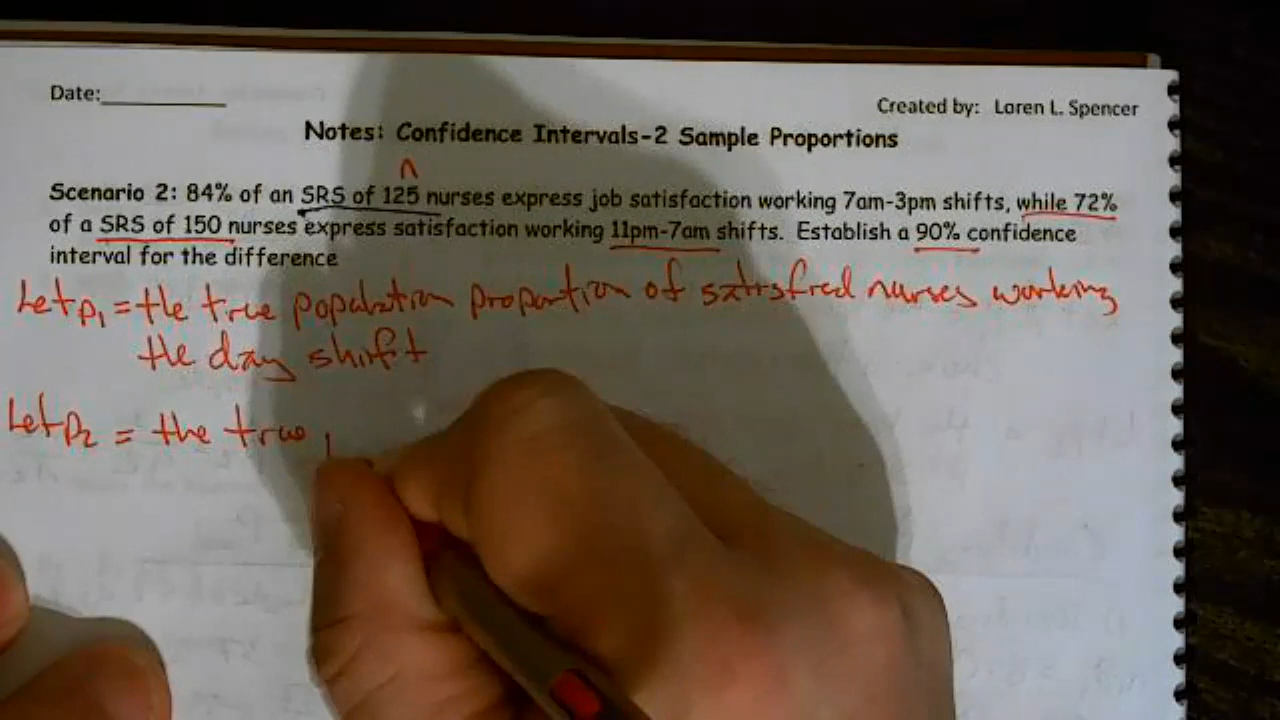 Date:
Created by: Loren L. Spencer
Notes: Confidence Intervals-2 Sample Proportions
n
Scenario 2: 84% of an SRS of 125 nurses express job satisfaction working 7am-3pm shifts, while 72%
of a SRS of 150 nurses express satisfaction working 11pm-7am shifts. Establish a 90% confidence
interval for the difference
Let p₁ = the true population proportion of satisfied nurses working
the day shift
Let p₂ = the true